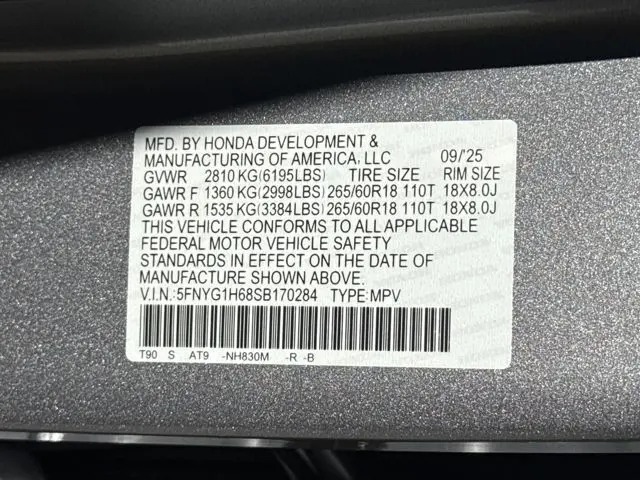 MFD. BY HONDA DEVELOPMENT &
MANUFACTURING OF AMERICA, LLC 09/'25
GVWR 2810 KG(6195LBS) TIRE SIZE RIM SIZE
GAWR F 1360 KG(2998LBS) 265/60R18 110T 18X8.0J
GAWR R 1535 KG(3384LBS) 265/60R18 110T 18X8.0J
THIS VEHICLE CONFORMS TO ALL APPLICABLE
FEDERAL MOTOR VEHICLE SAFETY
STANDARDS IN EFFECT ON THE DATE OF
MANUFACTURE SHOWN ABOVE.
V.I.N.:5FNYG1H68SB170284 TYPE:MPV
T90 S AT9 -NH830M -R -B